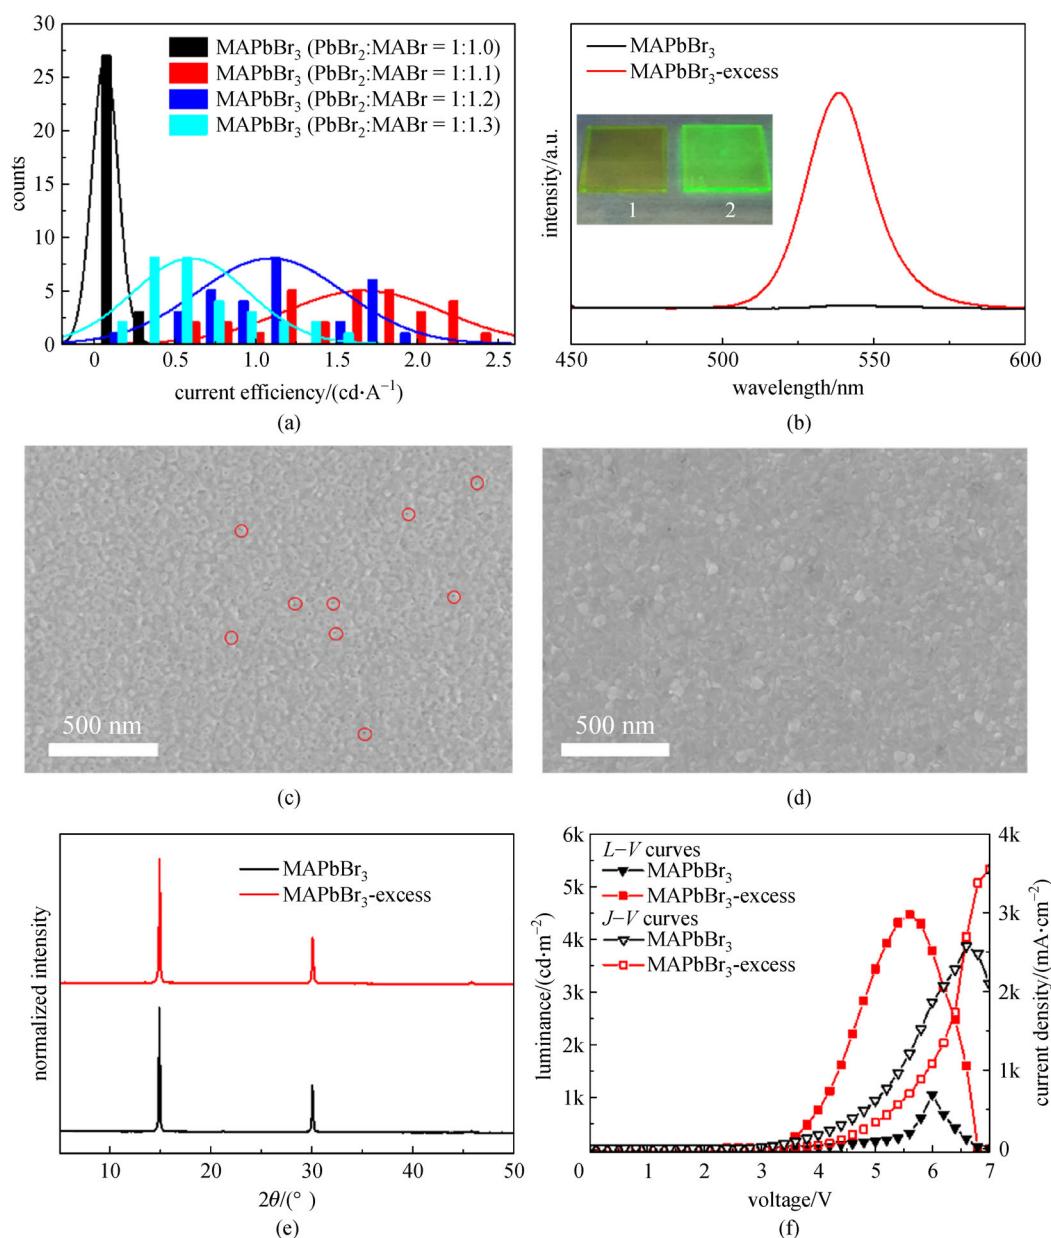 30
25
20
15
10
5
0
counts
MAPbBr₃ (PbBr₂:MABr = 1:1.0)
MAPbBr₃ (PbBr₂:MABr = 1:1.1)
MAPbBr₃ (PbBr₂:MABr = 1:1.2)
MAPbBr₃ (PbBr₂:MABr = 1:1.3)
0 0.5 1.0 1.5 2.0 2.5
current efficiency/(cd·A⁻¹)
(a)
MAPbBr₃
MAPbBr₃-excess
intensity/a.u.
1 2
450 500 550 600
wavelength/nm
(b)
500 nm
(c)
500 nm
(d)
normalized intensity
MAPbBr₃
MAPbBr₃-excess
10 20 30 40 50
2θ/(°)
(e)
6k
5k
4k
3k
2k
1k
luminance/(cd·m⁻²)
L–V curves
MAPbBr₃
MAPbBr₃-excess
J–V curves
MAPbBr₃
MAPbBr₃-excess
4k
3k
2k
1k
0
current density/(mA·cm⁻²)
0 1 2 3 4 5 6 7
voltage/V
(f)